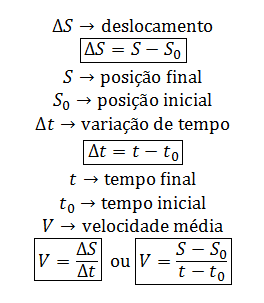 ΔS → deslocamento
ΔS = S − S₀
S → posição final
S₀ → posição inicial
Δt → variação de tempo
Δt = t − t₀
t → tempo final
t₀ → tempo inicial
V → velocidade média
V = ΔS/Δt ou V = (S − S₀)/(t − t₀)